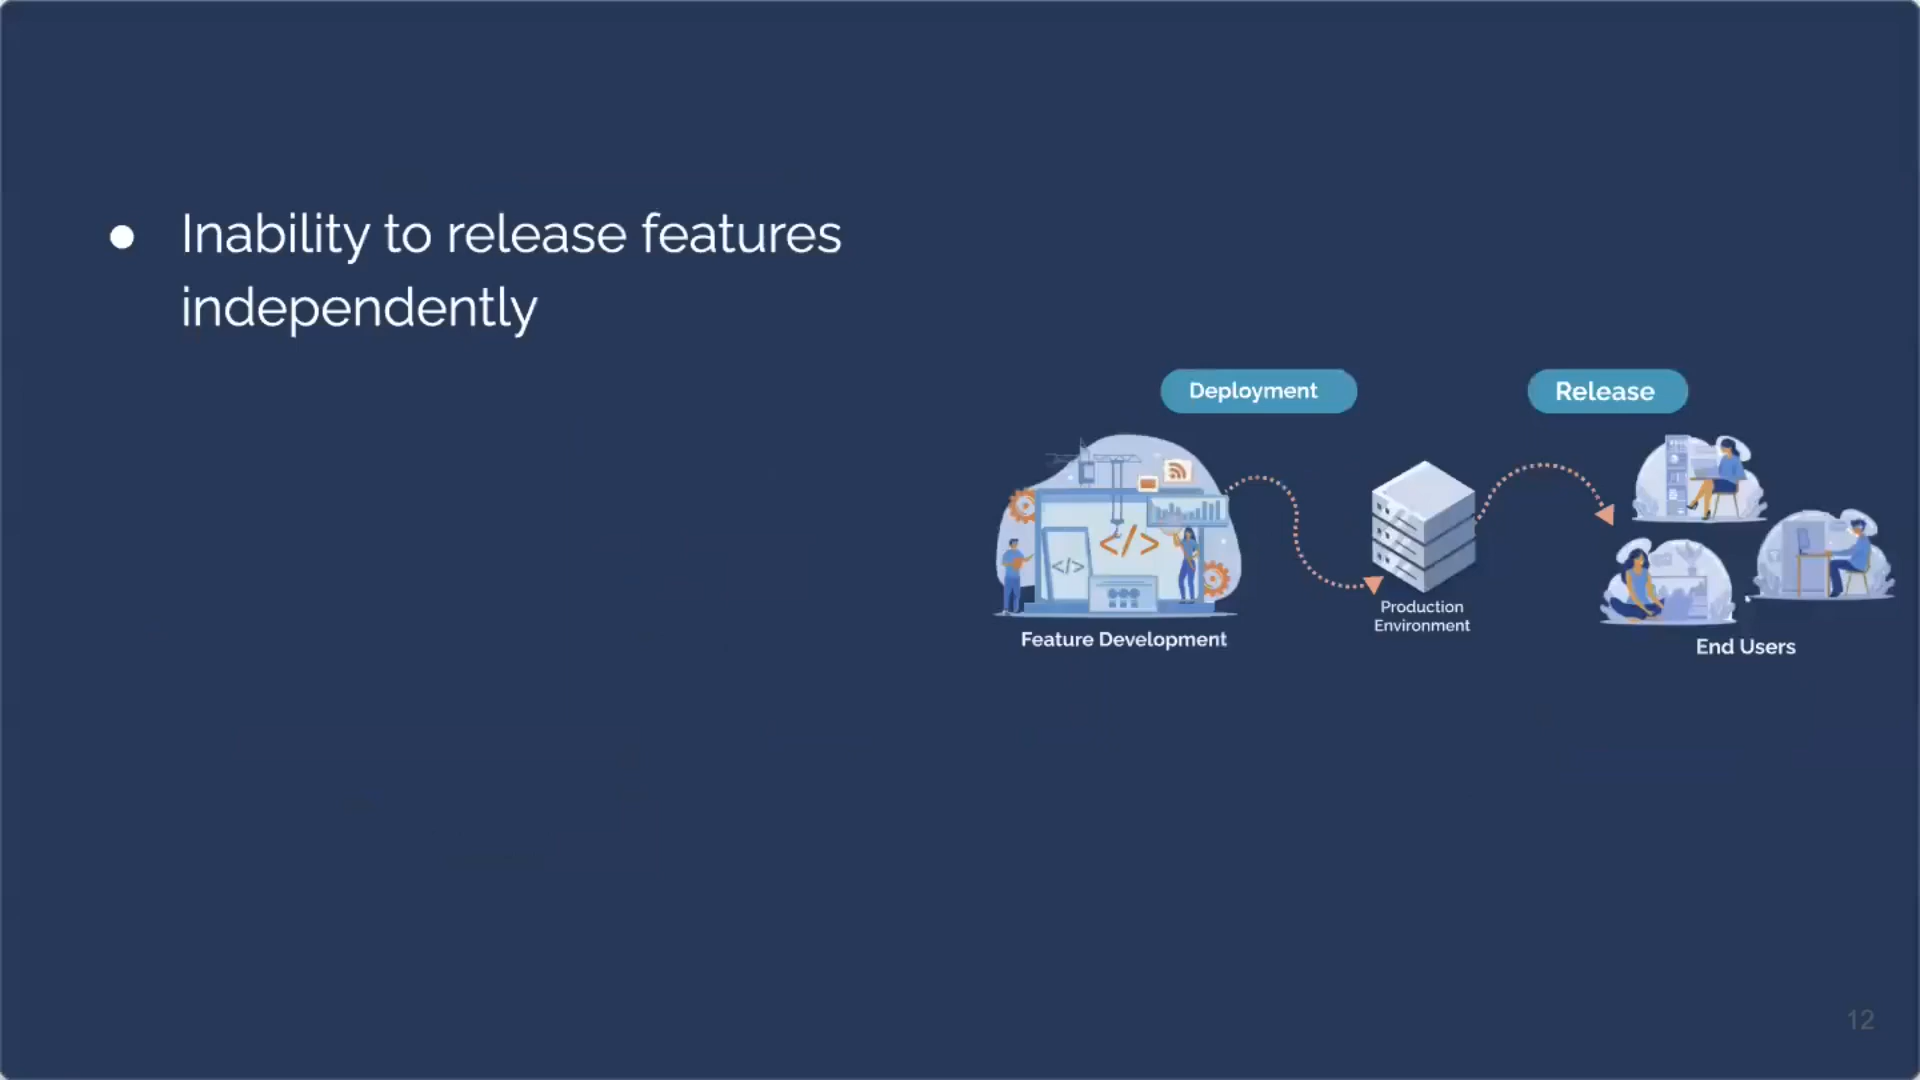 ● Inability to release features
independently
Deployment
Release
</>
</>
Feature Development
Production
Environment
End Users
12